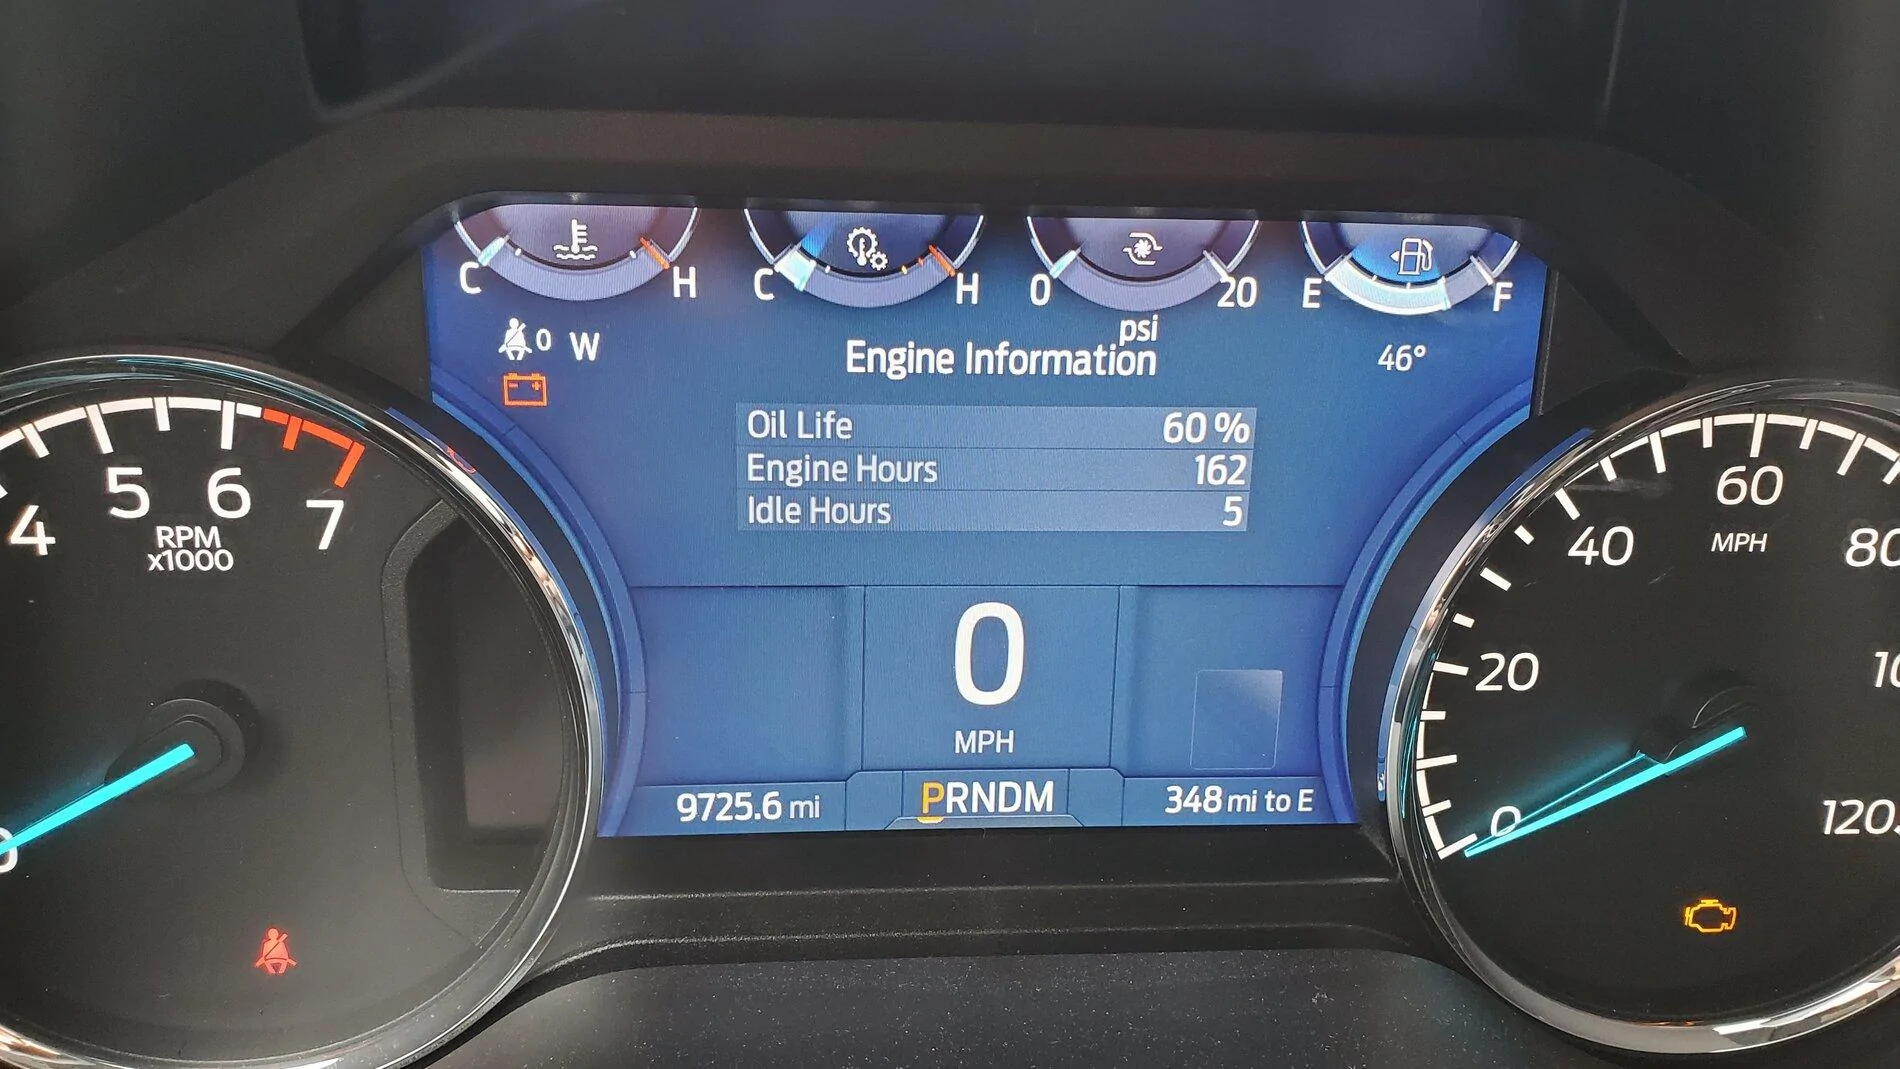 C H C H 0 20 E F
psi
0 W
Engine Information
46°
- +
Oil Life 60 %
Engine Hours 162
Idle Hours 5
4 5 6 7
RPM
x1000
0
20 40 60 80
MPH
120
0
0
MPH
9725.6 mi
PRNDM
348 mi to E